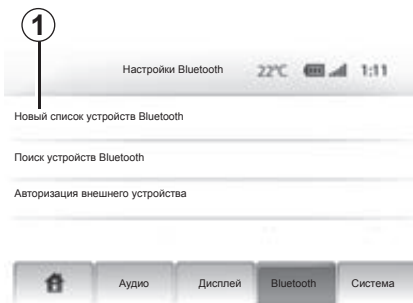 1
Настройки Bluetooth 22°C 1:11
Новый список устройств Bluetooth
Поиск устройств Bluetooth
Авторизация внешнего устройства
Аудио Дисплей Bluetooth Система